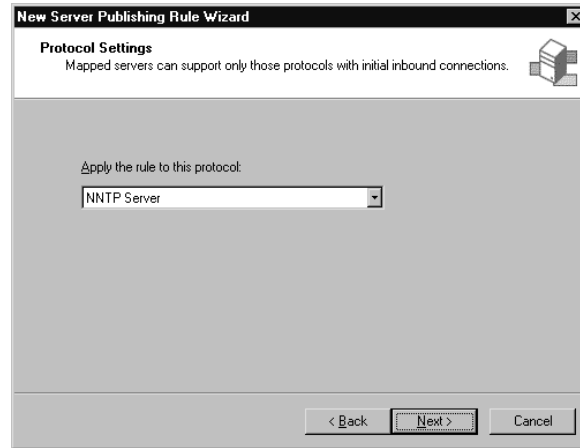 New Server Publishing Rule Wizard
Protocol Settings
Mapped servers can support only those protocols with initial inbound connections.
Apply the rule to this protocol:
NNTP Server
< Back
Next >
Cancel